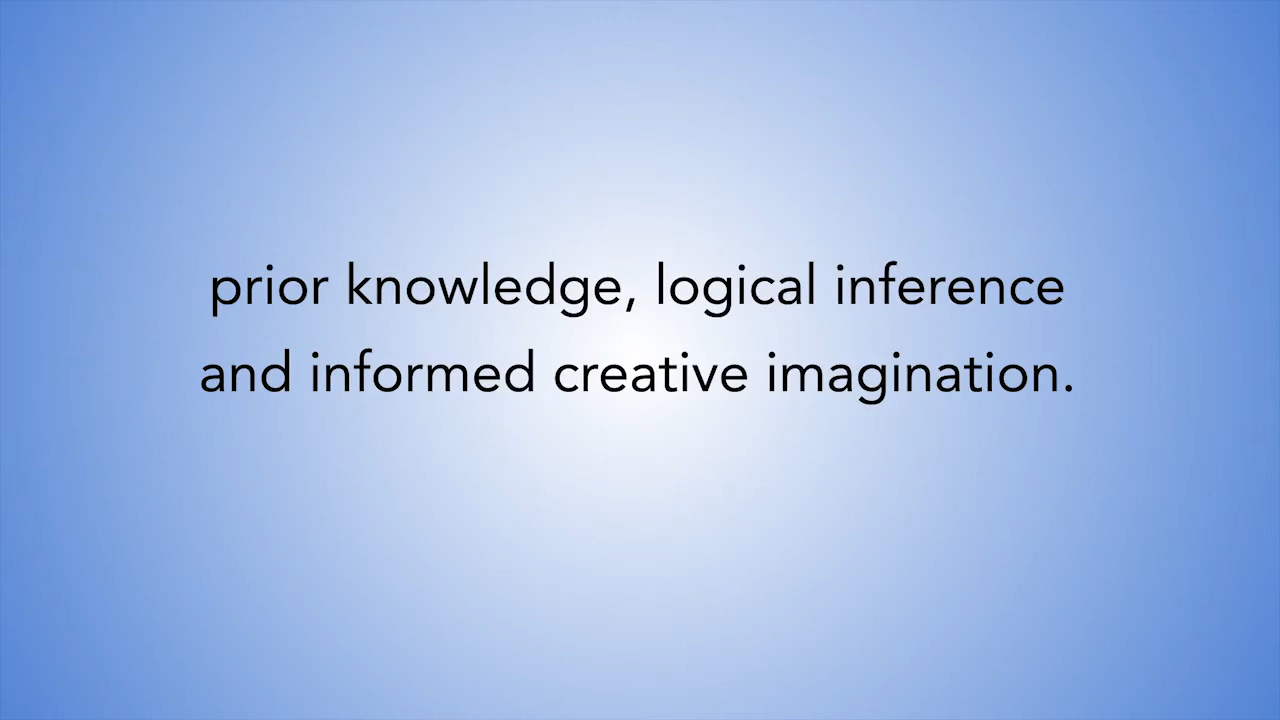 prior knowledge, logical inference
and informed creative imagination.